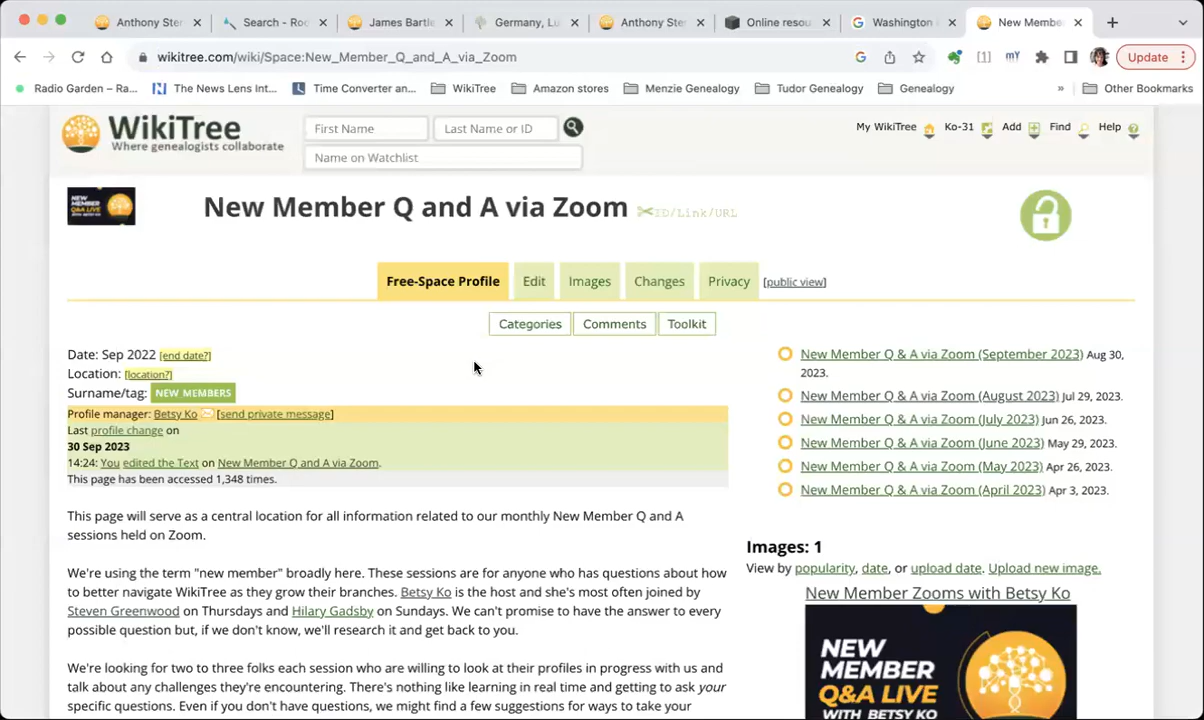 Anthony Ste
Search - Roo
James Bartle
Germany, Lu
Anthony Ste
Online resou
Washington
New Membe
wikitree.com/wiki/Space:New_Member_Q_and_A_via_Zoom
Update
Radio Garden – Ra...
The News Lens Int...
Time Converter an...
WikiTree
Amazon stores
Menzie Genealogy
Tudor Genealogy
Genealogy
»
Other Bookmarks
WikiTree
Where genealogists collaborate
First Name
Last Name or ID
Name on Watchlist
My WikiTree
Ko-31
Add
Find
Help
NEW MEMBER Q&A LIVE
New Member Q and A via Zoom
ID/Link/URL
Free-Space Profile
Edit
Images
Changes
Privacy
[public view]
Categories
Comments
Toolkit
Date: Sep 2022 [end date?]
Location: [location?]
Surname/tag: NEW MEMBERS
Profile manager: Betsy Ko [send private message]
Last profile change on
30 Sep 2023
14:24: You edited the Text on New Member Q and A via Zoom.
This page has been accessed 1,348 times.
This page will serve as a central location for all information related to our monthly New Member Q and A
sessions held on Zoom.
We're using the term "new member" broadly here. These sessions are for anyone who has questions about how
to better navigate WikiTree as they grow their branches. Betsy Ko is the host and she's most often joined by
Steven Greenwood on Thursdays and Hilary Gadsby on Sundays. We can't promise to have the answer to every
possible question but, if we don't know, we'll research it and get back to you.
We're looking for two to three folks each session who are willing to look at their profiles in progress with us and
talk about any challenges they're encountering. There's nothing like learning in real time and getting to ask your
specific questions. Even if you don't have questions, we might find a few suggestions for ways to take your
New Member Q & A via Zoom (September 2023) Aug 30,
2023.
New Member Q & A via Zoom (August 2023) Jul 29, 2023.
New Member Q & A via Zoom (July 2023) Jun 26, 2023.
New Member Q & A via Zoom (June 2023) May 29, 2023.
New Member Q & A via Zoom (May 2023) Apr 26, 2023.
New Member Q & A via Zoom (April 2023) Apr 3, 2023.
Images: 1
View by popularity, date, or upload date. Upload new image.
New Member Zooms with Betsy Ko
NEW
MEMBER
Q&A LIVE
WITH BETSY KO